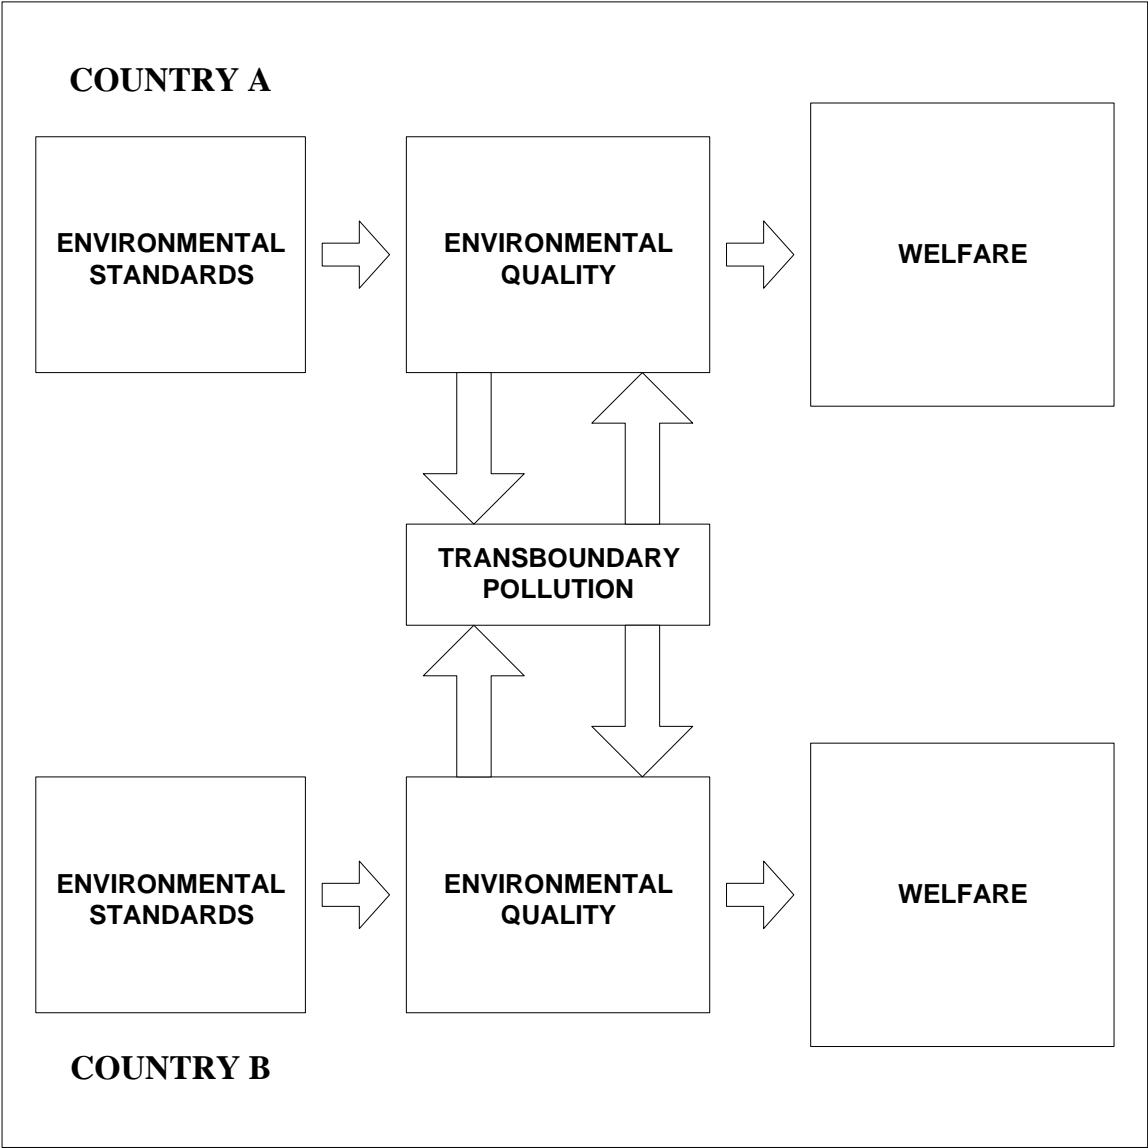 COUNTRY A
ENVIRONMENTAL
STANDARDS
ENVIRONMENTAL
QUALITY
WELFARE
TRANSBOUNDARY
POLLUTION
ENVIRONMENTAL
STANDARDS
ENVIRONMENTAL
QUALITY
WELFARE
COUNTRY B